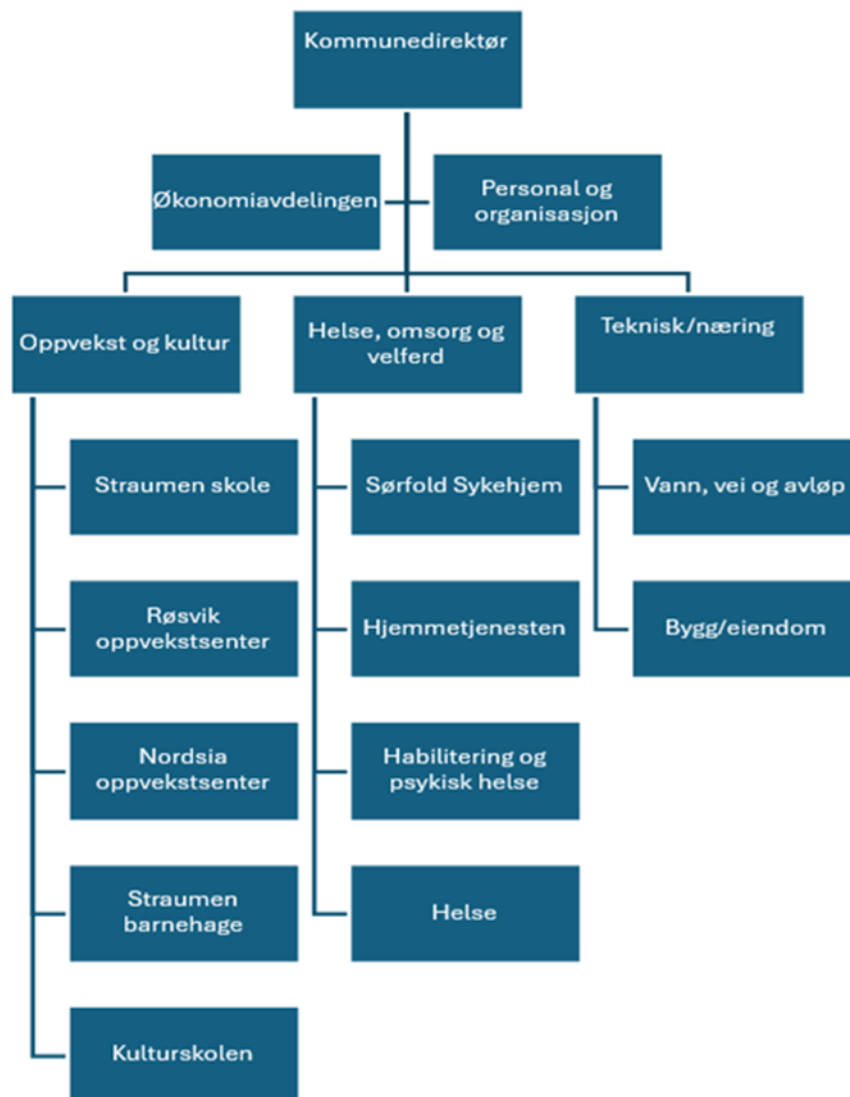 Kommunedirektør
Økonomiavdelingen
Personal og
organisasjon
Oppvekst og kultur
Helse, omsorg og
velferd
Teknisk/næring
Straumen skole
Sørfold Sykehjem
Vann, vei og avløp
Røsvik
oppvekstsenter
Hjemmetjenesten
Bygg/eiendom
Nordsia
oppvekstsenter
Habilitering og
psykisk helse
Straumen
barnehage
Helse
Kulturskolen